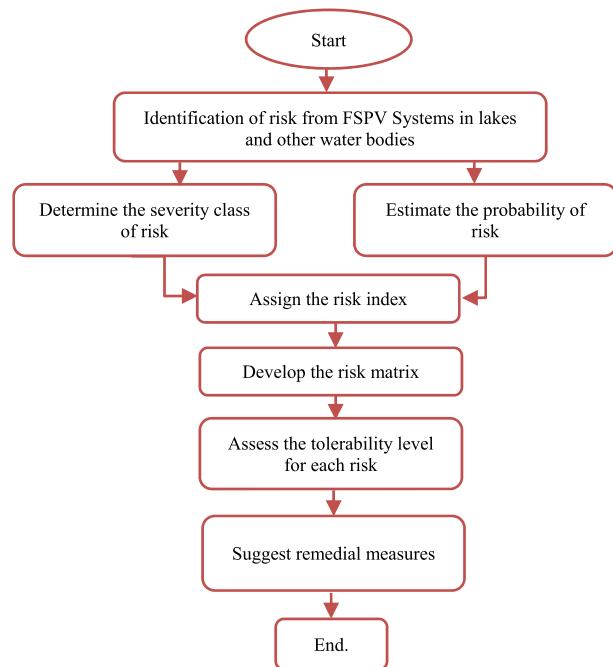 Start
Identification of risk from FSPV Systems in lakes
and other water bodies
Determine the severity class
of risk
Estimate the probability of
risk
Assign the risk index
Develop the risk matrix
Assess the tolerability level
for each risk
Suggest remedial measures
End.